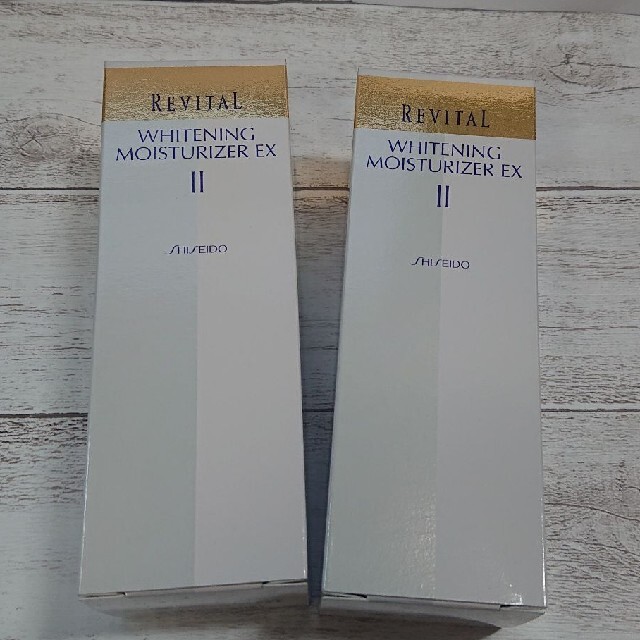 REVITAL
WHITENING
MOISTURIZER EX
II
SHISEIDO
REVITAL
WHITENING
MOISTURIZER EX
II
SHISEIDO